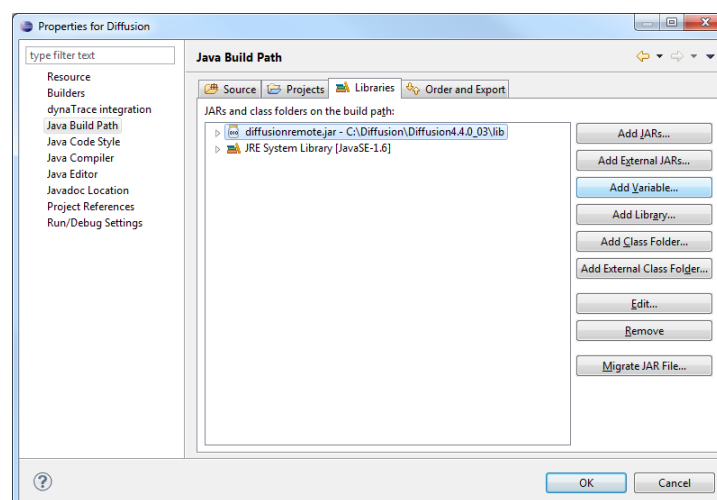 Properties for Diffusion
type filter text
Resource
Builders
dynaTrace integration
Java Build Path
Java Code Style
Java Compiler
Java Editor
Javadoc Location
Project References
Run/Debug Settings
Java Build Path
Source Projects Libraries Order and Export
JARs and class folders on the build path:
diffusionremote.jar - C:\Diffusion\Diffusion4.4.0_03\lib
JRE System Library [JavaSE-1.6]
Add JARs...
Add External JARs...
Add Variable...
Add Library...
Add Class Folder...
Add External Class Folder...
Edit...
Remove
Migrate JAR File...
?
OK Cancel